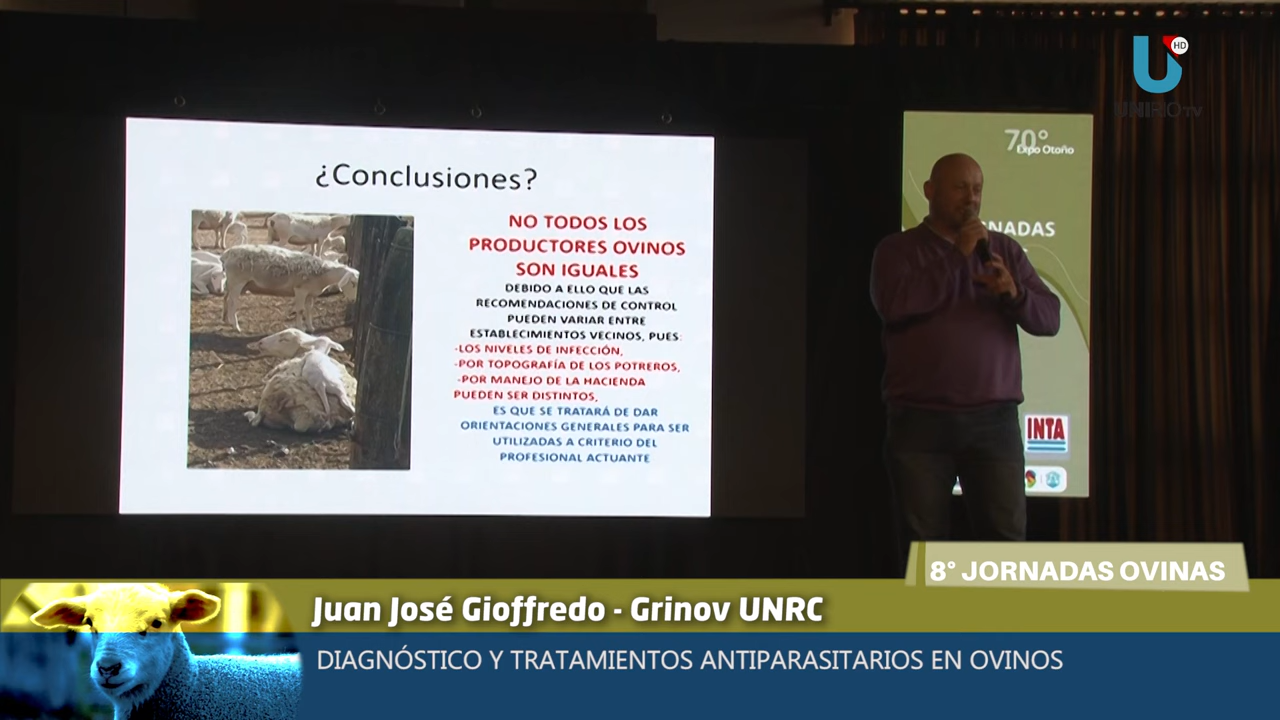 HD
UNIRIO TV
70°
Expo Otoño
NADAS
¿Conclusiones?
NO TODOS LOS
PRODUCTORES OVINOS
SON IGUALES
DEBIDO A ELLO QUE LAS
RECOMENDACIONES DE CONTROL
PUEDEN VARIAR ENTRE
ESTABLECIMIENTOS VECINOS, PUES:
-LOS NIVELES DE INFECCIÓN,
-POR TOPOGRAFÍA DE LOS POTREROS,
-POR MANEJO DE LA HACIENDA
PUEDEN SER DISTINTOS,
ES QUE SE TRATARÁ DE DAR
ORIENTACIONES GENERALES PARA SER
UTILIZADAS A CRITERIO DEL
PROFESIONAL ACTUANTE
INTA
8° JORNADAS OVINAS
Juan José Gioffredo - Grinov UNRC
DIAGNÓSTICO Y TRATAMIENTOS ANTIPARASITARIOS EN OVINOS